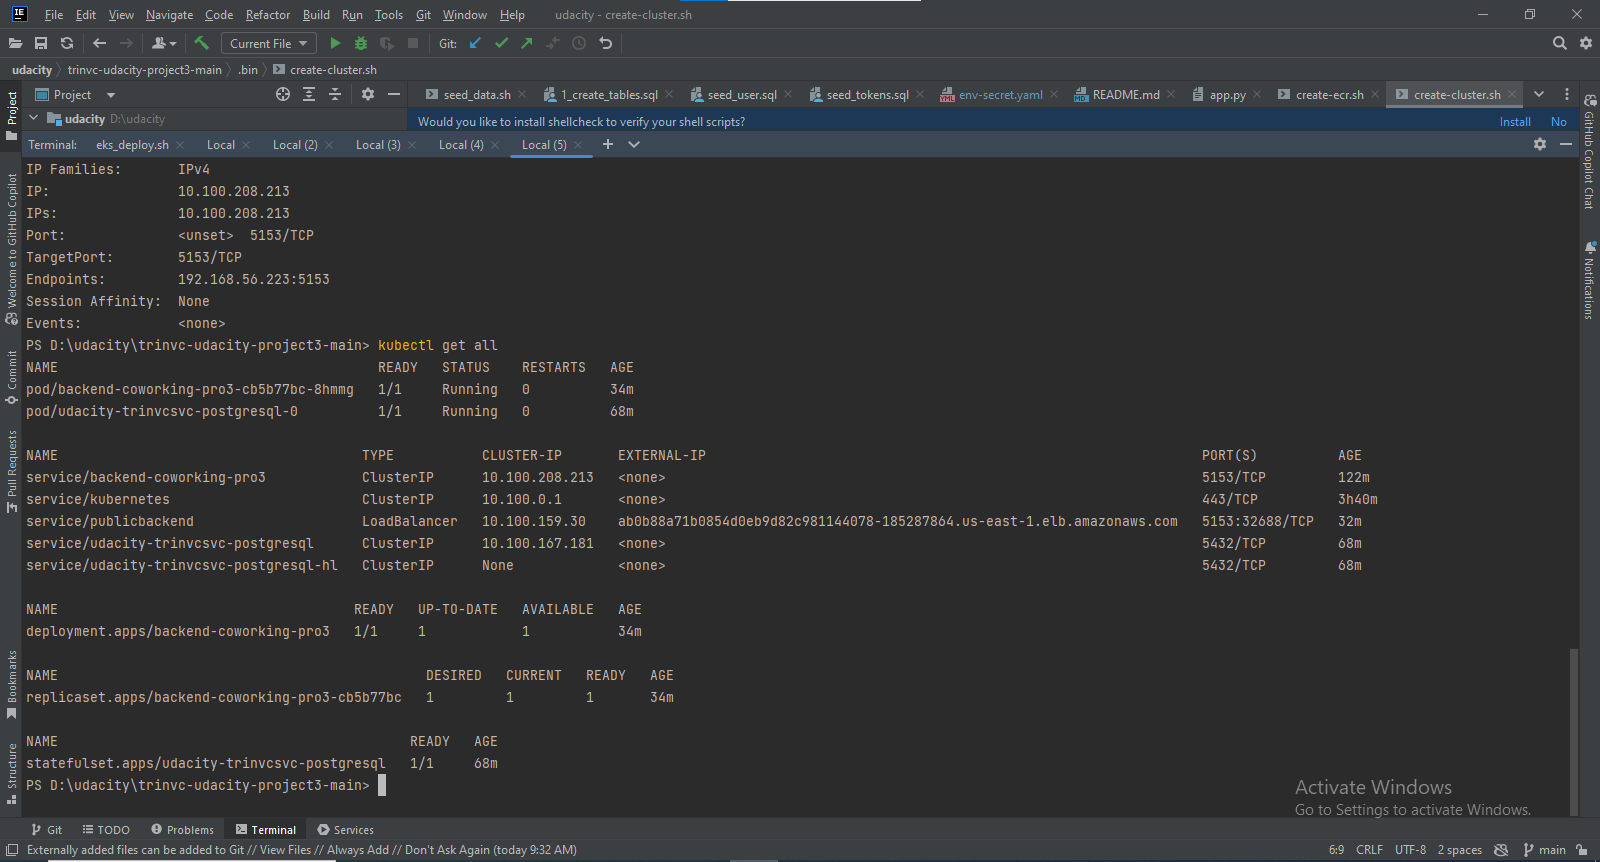 File Edit View Navigate Code Refactor Build Run Tools Git Window Help udacity - create-cluster.sh
Current File Git:
udacity trinvc-udacity-project3-main .bin create-cluster.sh
Project seed_data.sh 1_create_tables.sql seed_user.sql seed_tokens.sql env-secret.yaml README.md app.py create-ecr.sh create-cluster.sh
udacity D:\udacity Would you like to install shellcheck to verify your shell scripts? Install No
Terminal: eks_deploy.sh Local Local (2) Local (3) Local (4) Local (5)
IP Families: IPv4
IP: 10.100.208.213
IPs: 10.100.208.213
Port: <unset> 5153/TCP
TargetPort: 5153/TCP
Endpoints: 192.168.56.223:5153
Session Affinity: None
Events: <none>
PS D:\udacity\trinvc-udacity-project3-main> kubectl get all
NAME READY STATUS RESTARTS AGE
pod/backend-coworking-pro3-cb5b77bc-8hmmg 1/1 Running 0 34m
pod/udacity-trinvcsvc-postgresql-0 1/1 Running 0 68m
NAME TYPE CLUSTER-IP EXTERNAL-IP PORT(S) AGE
service/backend-coworking-pro3 ClusterIP 10.100.208.213 <none> 5153/TCP 122m
service/kubernetes ClusterIP 10.100.0.1 <none> 443/TCP 3h40m
service/publicbackend LoadBalancer 10.100.159.30 ab0b88a71b0854d0eb9d82c981144078-185287864.us-east-1.elb.amazonaws.com 5153:32688/TCP 32m
service/udacity-trinvcsvc-postgresql ClusterIP 10.100.167.181 <none> 5432/TCP 68m
service/udacity-trinvcsvc-postgresql-hl ClusterIP None <none> 5432/TCP 68m
NAME READY UP-TO-DATE AVAILABLE AGE
deployment.apps/backend-coworking-pro3 1/1 1 1 34m
NAME DESIRED CURRENT READY AGE
replicaset.apps/backend-coworking-pro3-cb5b77bc 1 1 1 34m
NAME READY AGE
statefulset.apps/udacity-trinvcsvc-postgresql 1/1 68m
PS D:\udacity\trinvc-udacity-project3-main>
Activate Windows
Go to Settings to activate Windows.
Project
Welcome to GitHub Copilot
Commit
Pull Requests
Bookmarks
Structure
GitHub Copilot Chat
Notifications
Git TODO Problems Terminal Services
Externally added files can be added to Git // View Files // Always Add // Don't Ask Again (today 9:32 AM) 6:9 CRLF UTF-8 2 spaces main